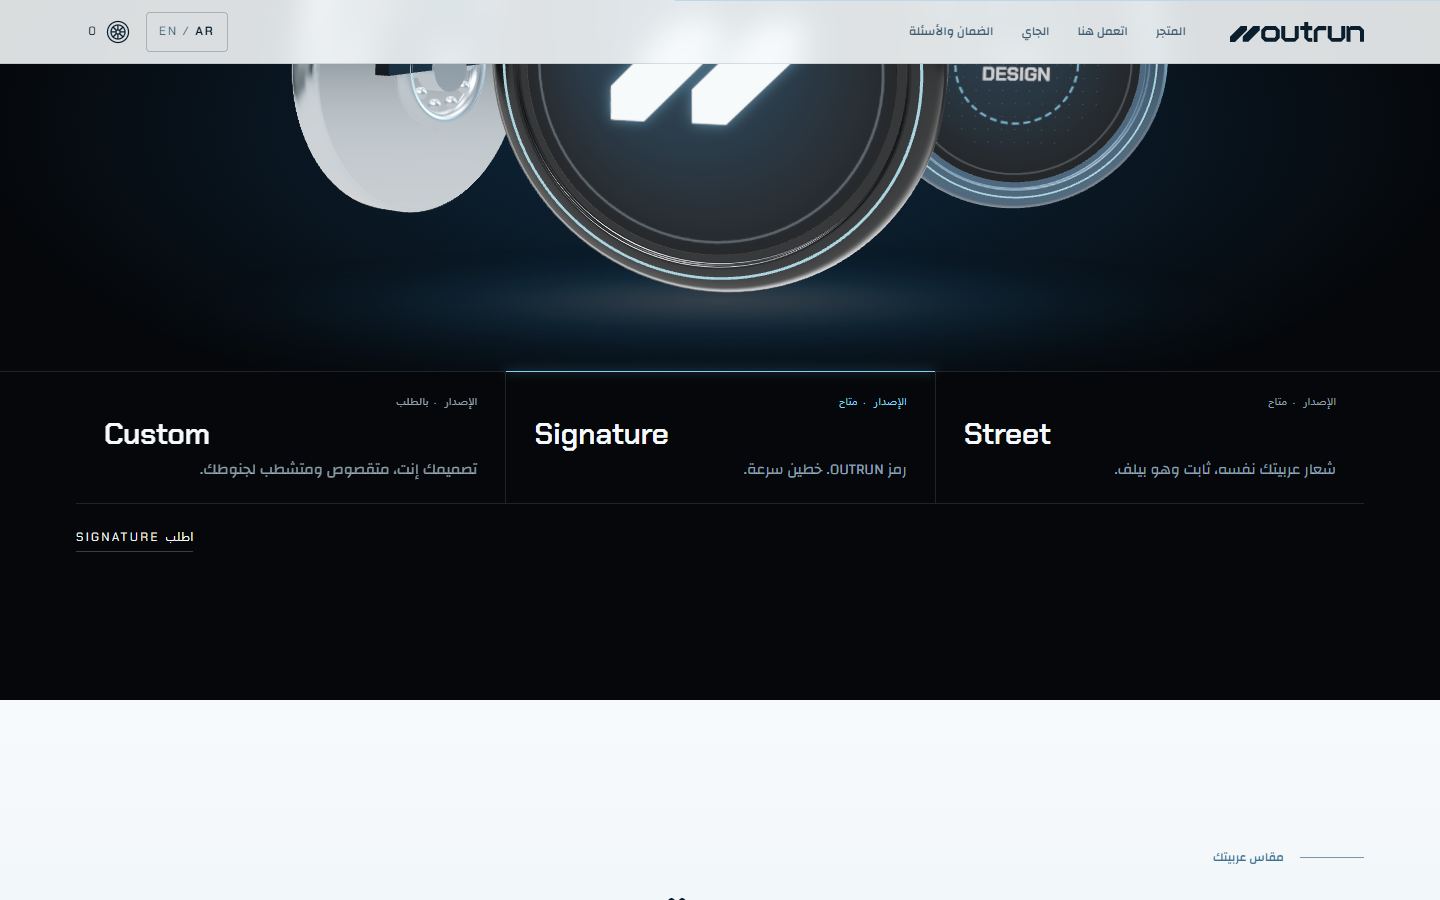 outrun
المتجر
اتعمل هنا
الجاي
الضمان والأسئلة
EN / AR
0
DESIGN
الإصدار · متاح
Street
شعار عربيتك نفسه، ثابت وهو بيلف.
الإصدار · متاح
Signature
رمز OUTRUN. خطين سرعة.
الإصدار · بالطلب
Custom
تصميمك إنت، متقصوص ومتشطب لجنوطك.
اطلب SIGNATURE
مقاس عربيتك